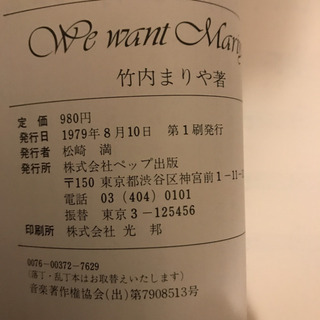 We want Mariya
竹内まりや著
定価 980円
発行日 1979年8月10日 第1刷発行
発行者 松崎 満
発行所 株式会社ペップ出版
〒150 東京都渋谷区神宮前1-11-
電話 03(404)0101
振替 東京3-125456
印刷所 株式会社 光邦
0076-00372-7629
(落丁・乱丁本はお取替えいたします)
音楽著作権協会(出)第7908513号